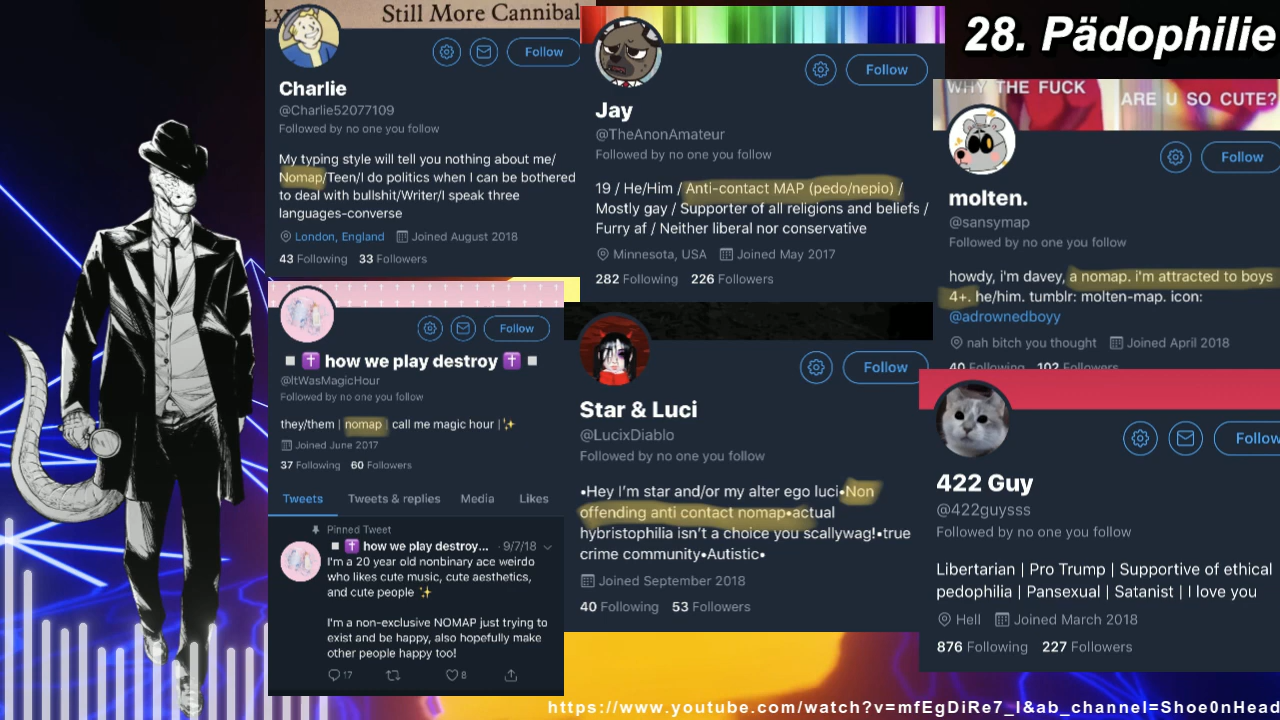 Still More Cannibal
Charlie
@Charlie52077109
Followed by no one you follow
Follow
My typing style will tell you nothing about me/
Nomap/Teen/I do politics when I can be bothered
to deal with bullshit/Writer/I speak three
languages-converse
London, England Joined August 2018
43 Following 33 Followers
Follow
◽✝️ how we play destroy ✝️◽
@ItWasMagicHour
Followed by no one you follow
they/them | nomap | call me magic hour |✨
Joined June 2017
37 Following 60 Followers
Tweets Tweets & replies Media Likes
Pinned Tweet
◽✝️ how we play destroy... · 9/7/18
I'm a 20 year old nonbinary ace weirdo
who likes cute music, cute aesthetics,
and cute people ✨
I'm a non-exclusive NOMAP just trying to
exist and be happy, also hopefully make
other people happy too!
17 8
Follow
Jay
@TheAnonAmateur
Followed by no one you follow
19 / He/Him / Anti-contact MAP (pedo/nepio) /
Mostly gay / Supporter of all religions and beliefs /
Furry af / Neither liberal nor conservative
Minnesota, USA Joined May 2017
282 Following 226 Followers
Follow
Star & Luci
@LucixDiablo
Followed by no one you follow
•Hey I'm star and/or my alter ego luci•Non
offending anti contact nomap•actual
hybristophilia isn't a choice you scallywag!•true
crime community•Autistic•
Joined September 2018
40 Following 53 Followers
28. Pädophilie
WHY THE FUCK
ARE U SO CUTE?
Follow
molten.
@sansymap
Followed by no one you follow
howdy, i'm davey, a nomap. i'm attracted to boys
4+. he/him. tumblr: molten-map. icon:
@adrownedboyy
nah bitch you thought Joined April 2018
40 Following 102 Followers
Follow
422 Guy
@422guysss
Followed by no one you follow
Libertarian | Pro Trump | Supportive of ethical
pedophilia | Pansexual | Satanist | I love you
Hell Joined March 2018
876 Following 227 Followers
https://www.youtube.com/watch?v=mfEgDiRe7_I&ab_channel=Shoe0nHead